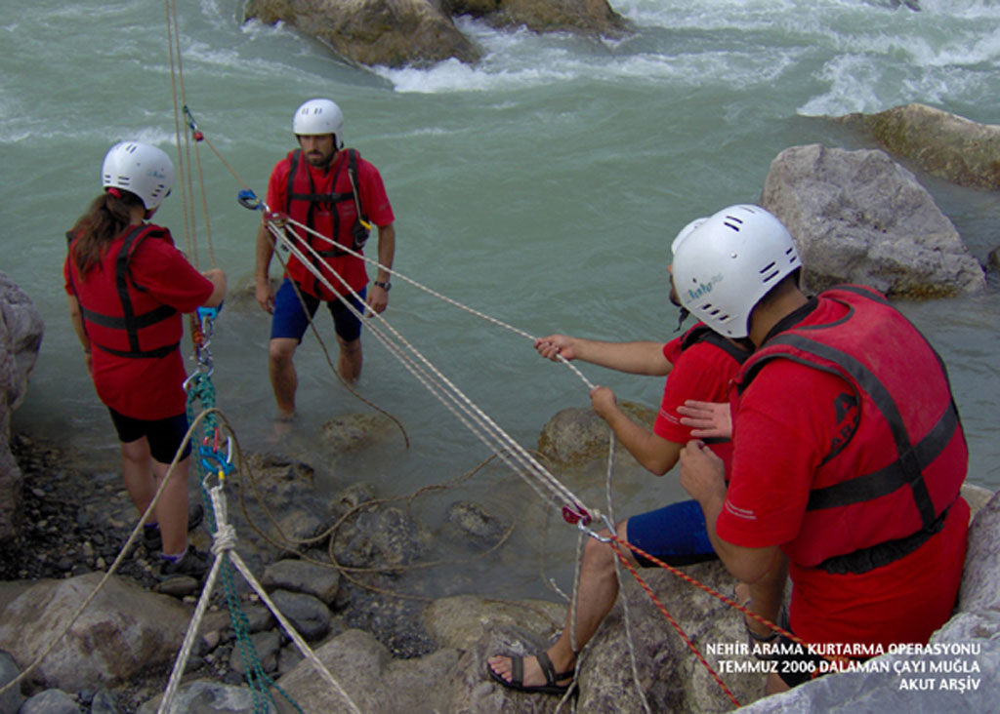 NEHİR ARAMA KURTARMA OPERASYONU
TEMMUZ 2006 DALAMAN ÇAYI MUĞLA
AKUT ARŞİV